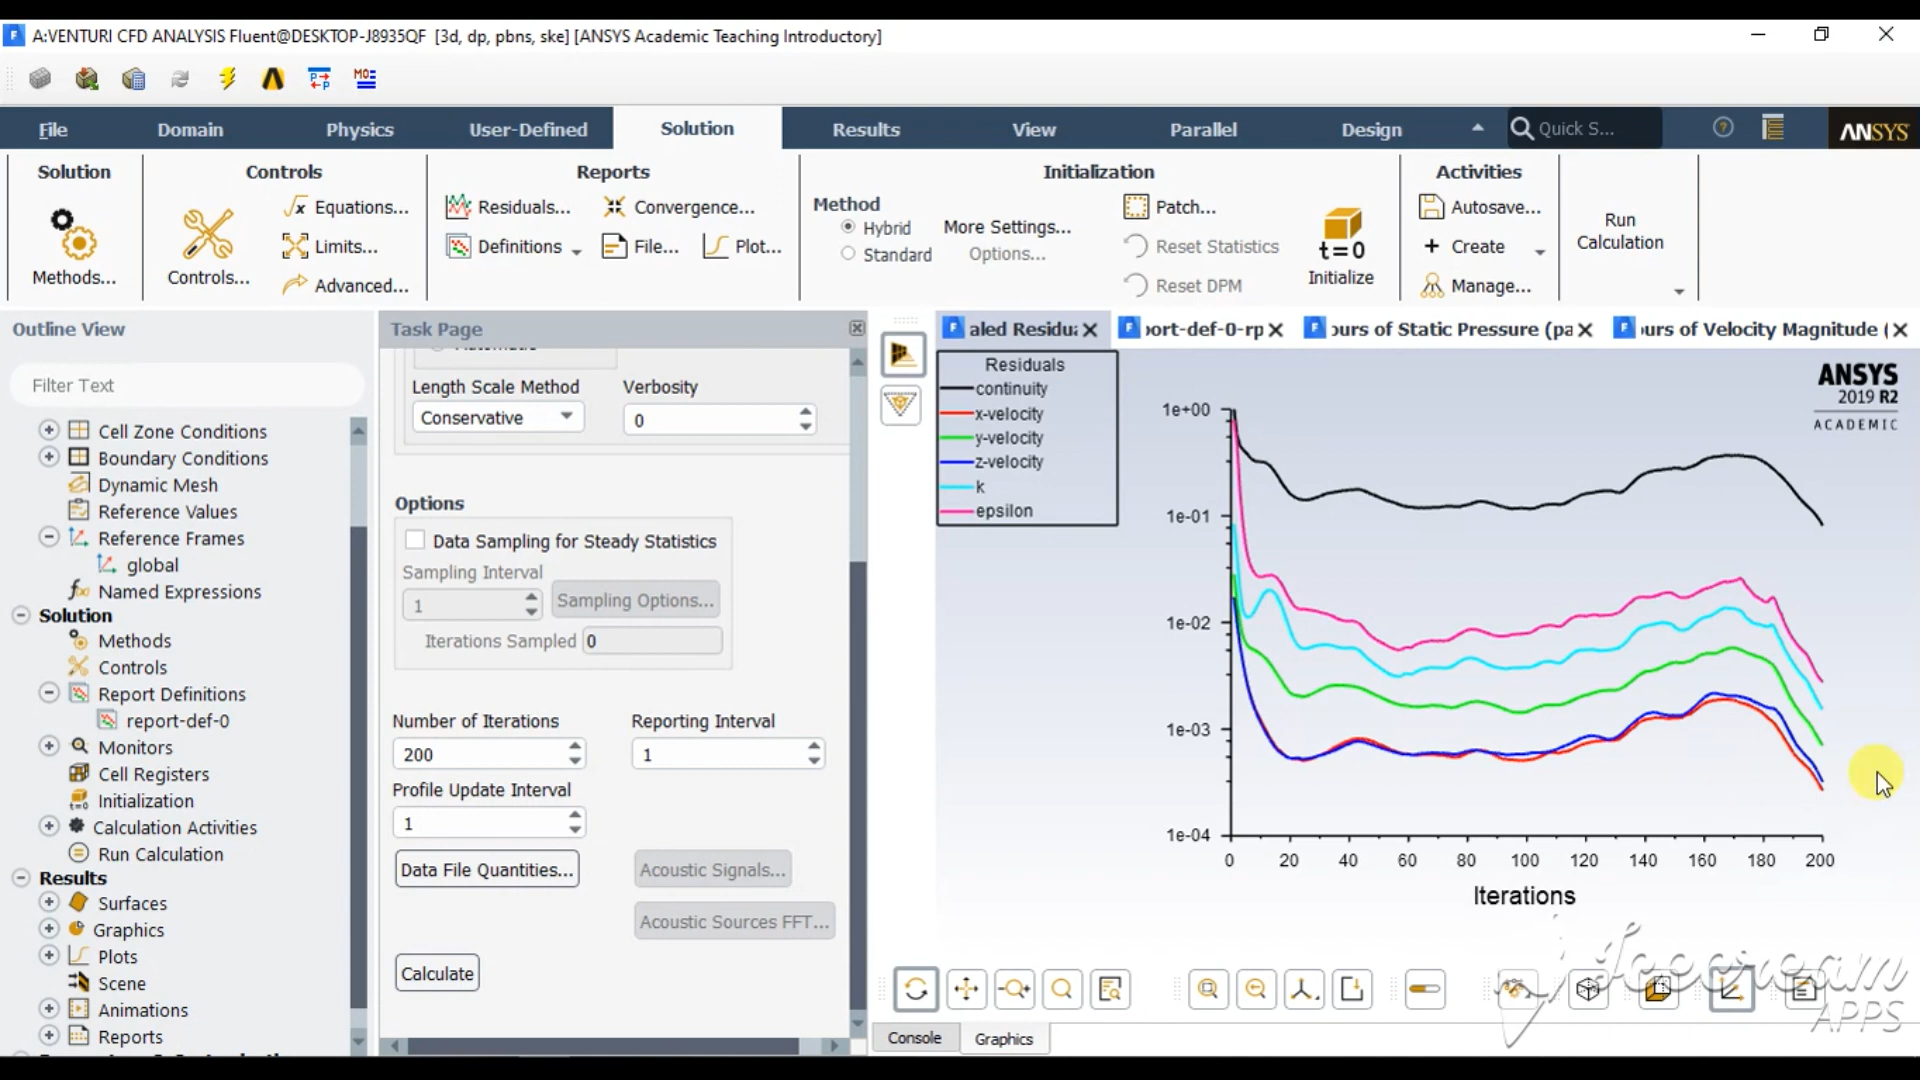 A:VENTURI CFD ANALYSIS Fluent@DESKTOP-J8935QF [3d, dp, pbns, ske] [ANSYS Academic Teaching Introductory]
File
Domain
Physics
User-Defined
Solution
Results
View
Parallel
Design
Quick S...
ANSYS
Solution
Methods...
Controls
Controls...
Equations...
Limits...
Advanced...
Reports
Residuals...
Convergence...
Definitions
File...
Plot...
Initialization
Method
Hybrid
Standard
More Settings...
Options...
Patch...
Reset Statistics
Reset DPM
t=0
Initialize
Activities
Autosave...
Create
Manage...
Run
Calculation
Outline View
Filter Text
Cell Zone Conditions
Boundary Conditions
Dynamic Mesh
Reference Values
Reference Frames
global
Named Expressions
Solution
Methods
Controls
Report Definitions
report-def-0
Monitors
Cell Registers
Initialization
Calculation Activities
Run Calculation
Results
Surfaces
Graphics
Plots
Scene
Animations
Reports
Task Page
Length Scale Method
Verbosity
Conservative
0
Options
Data Sampling for Steady Statistics
Sampling Interval
1
Sampling Options...
Iterations Sampled 0
Number of Iterations
Reporting Interval
200
1
Profile Update Interval
1
Data File Quantities...
Acoustic Signals...
Acoustic Sources FFT...
Calculate
aled Residua
ort-def-0-rp
ours of Static Pressure (pa
urs of Velocity Magnitude (
Residuals
continuity
x-velocity
y-velocity
z-velocity
k
epsilon
ANSYS
2019 R2
ACADEMIC
1e+00
1e-01
1e-02
1e-03
1e-04
0 20 40 60 80 100 120 140 160 180 200
Iterations
Icecream
APPS
Console
Graphics